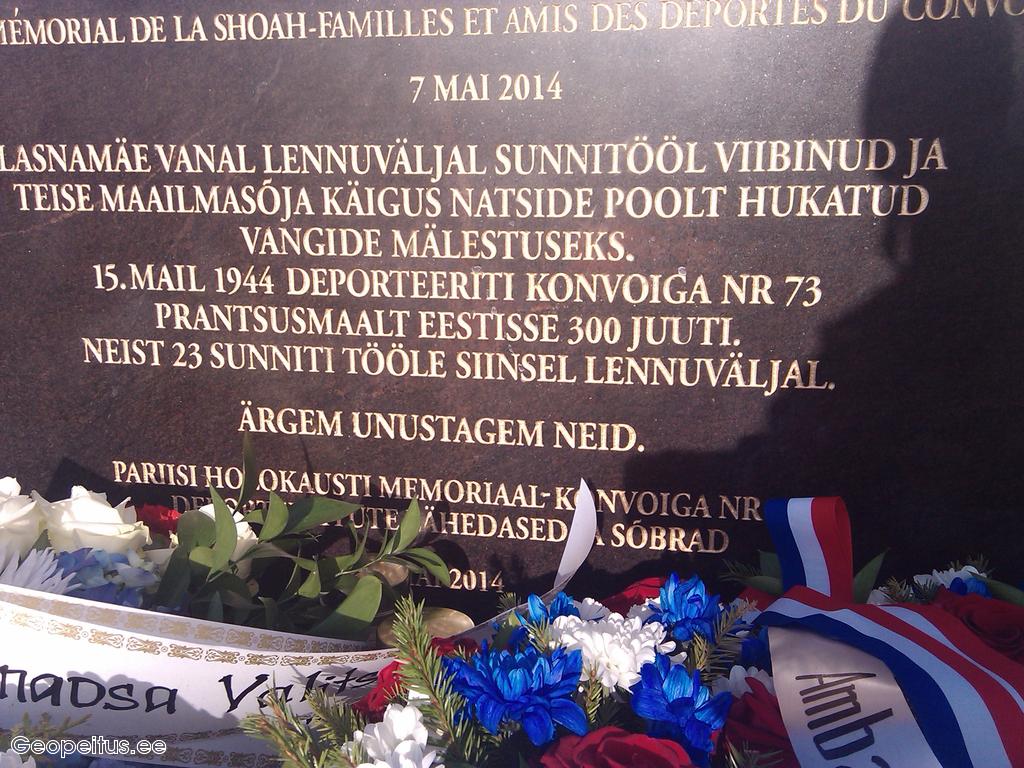 MÉMORIAL DE LA SHOAH-FAMILLES ET AMIS DES DÉPORTÉS DU CONVO
7 MAI 2014
LASNAMÄE VANAL LENNUVÄLJAL SUNNITÖÖL VIIBINUD JA
TEISE MAAILMASÕJA KÄIGUS NATSIDE POOLT HUKATUD
VANGIDE MÄLESTUSEKS.
15.MAIL 1944 DEPORTEERITI KONVOIGA NR 73
PRANTSUSMAALT EESTISSE 300 JUUTI.
NEIST 23 SUNNITI TÖÖLE SIINSEL LENNUVÄLJAL.
ÄRGEM UNUSTAGEM NEID.
PARIISI HOLOKAUSTI MEMORIAAL-KONVOIGA NR
LÄHEDASED JA SÕBRAD
2014
Amb
Geopeitus.ee